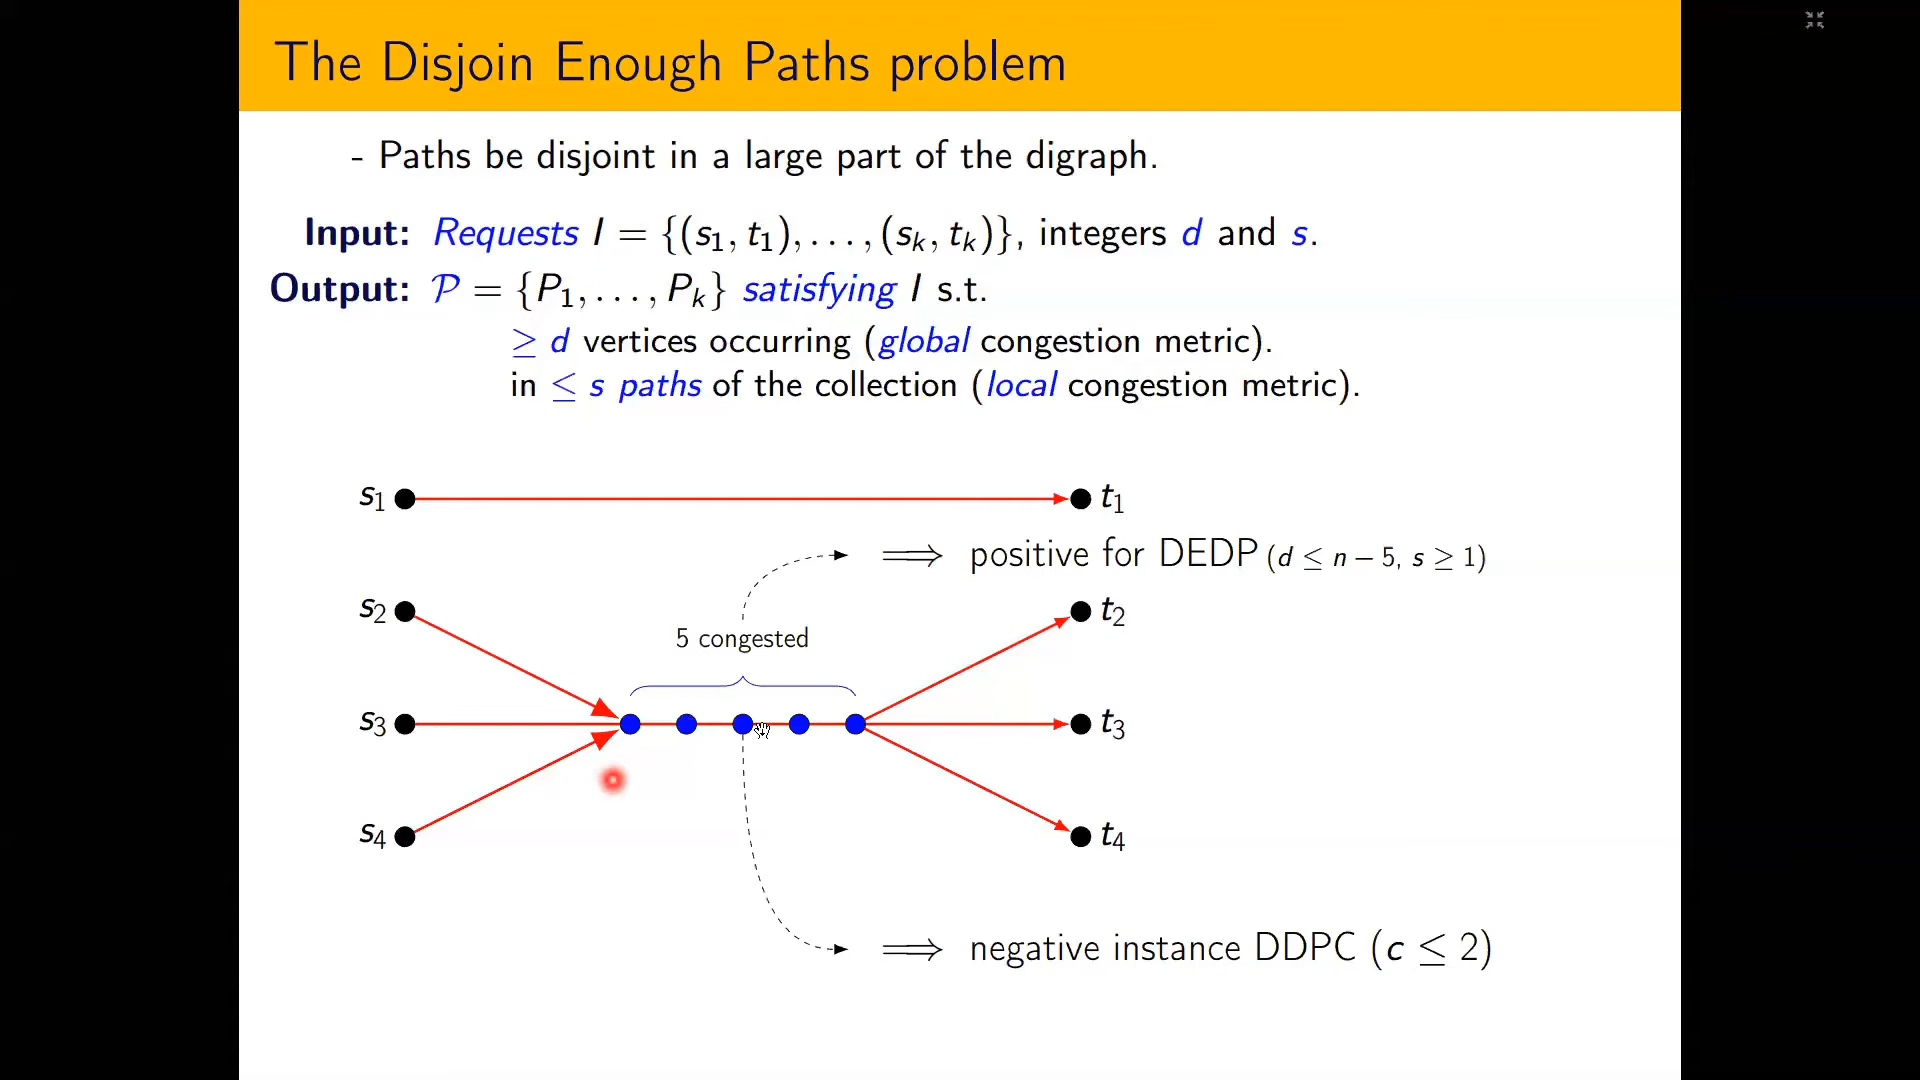 The Disjoin Enough Paths problem
- Paths be disjoint in a large part of the digraph.
Input: Requests I = {(s₁, t₁), . . . , (sₖ, tₖ)}, integers d and s.
Output: 𝒫 = {P₁, . . . , Pₖ} satisfying I s.t.
≥ d vertices occurring (global congestion metric).
in ≤ s paths of the collection (local congestion metric).
s₁ t₁
⟹ positive for DEDP (d ≤ n − 5, s ≥ 1)
s₂ t₂
5 congested
s₃ t₃
s₄ t₄
⟹ negative instance DDPC (c ≤ 2)